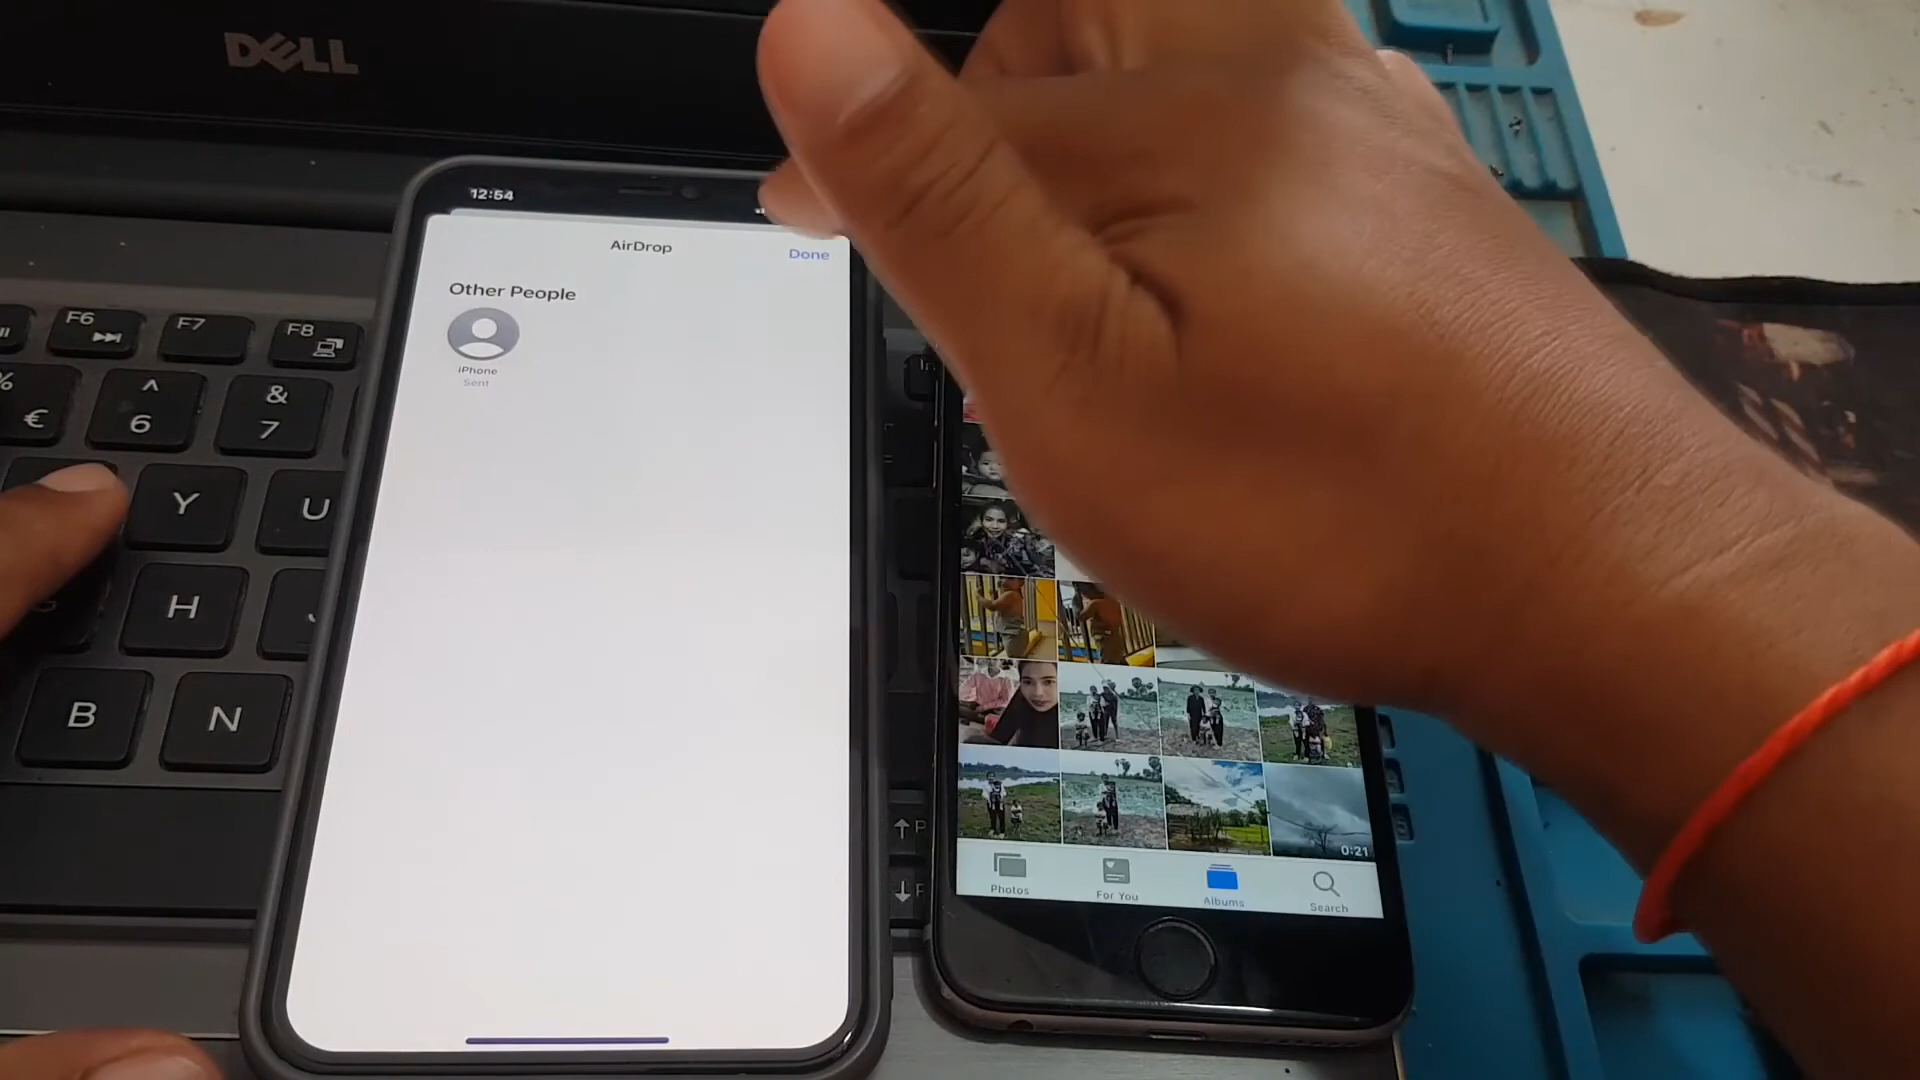 DELL
12:54
AirDrop
Done
Other People
iPhone
Sent
F6
F7
F8
%
€
^
6
&
7
Y
U
H
B
N
0:21
Photos
For You
Albums
Search